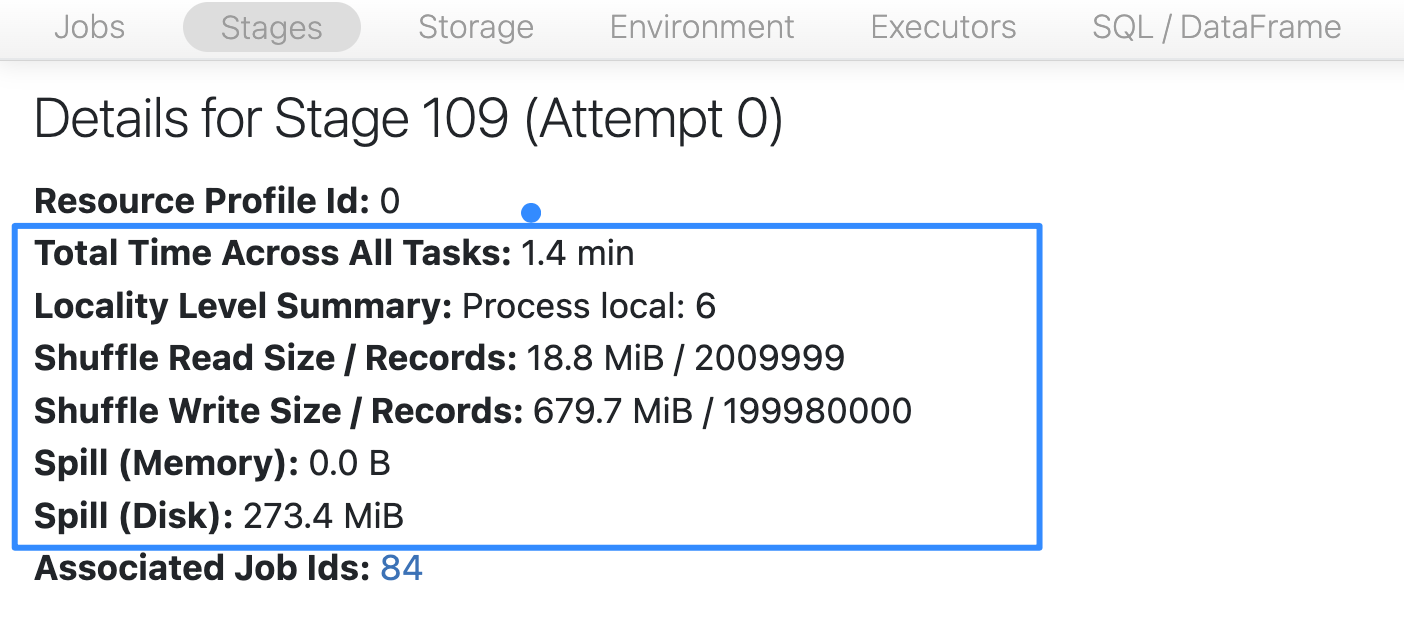 Jobs Stages Storage Environment Executors SQL / DataFrame
Details for Stage 109 (Attempt 0)
Resource Profile Id: 0
Total Time Across All Tasks: 1.4 min
Locality Level Summary: Process local: 6
Shuffle Read Size / Records: 18.8 MiB / 2009999
Shuffle Write Size / Records: 679.7 MiB / 199980000
Spill (Memory): 0.0 B
Spill (Disk): 273.4 MiB
Associated Job Ids: 84